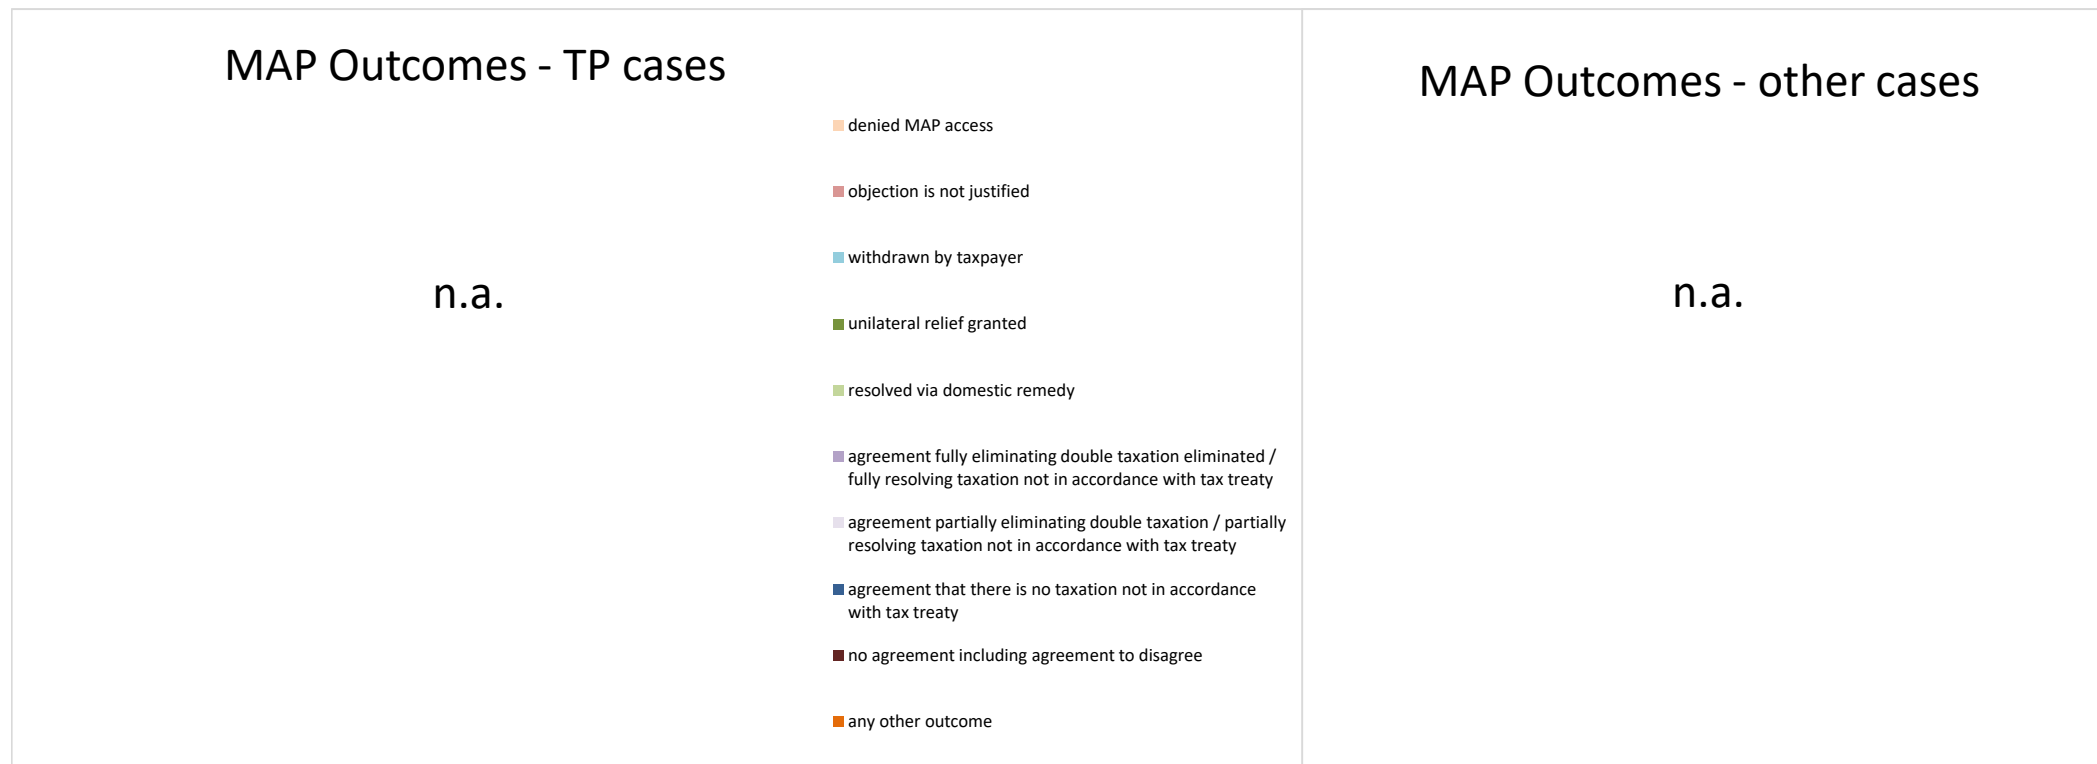 MAP Outcomes - TP cases
n.a.
denied MAP access
objection is not justified
withdrawn by taxpayer
unilateral relief granted
resolved via domestic remedy
agreement fully eliminating double taxation eliminated /
fully resolving taxation not in accordance with tax treaty
agreement partially eliminating double taxation / partially
resolving taxation not in accordance with tax treaty
agreement that there is no taxation not in accordance
with tax treaty
no agreement including agreement to disagree
any other outcome
MAP Outcomes - other cases
n.a.